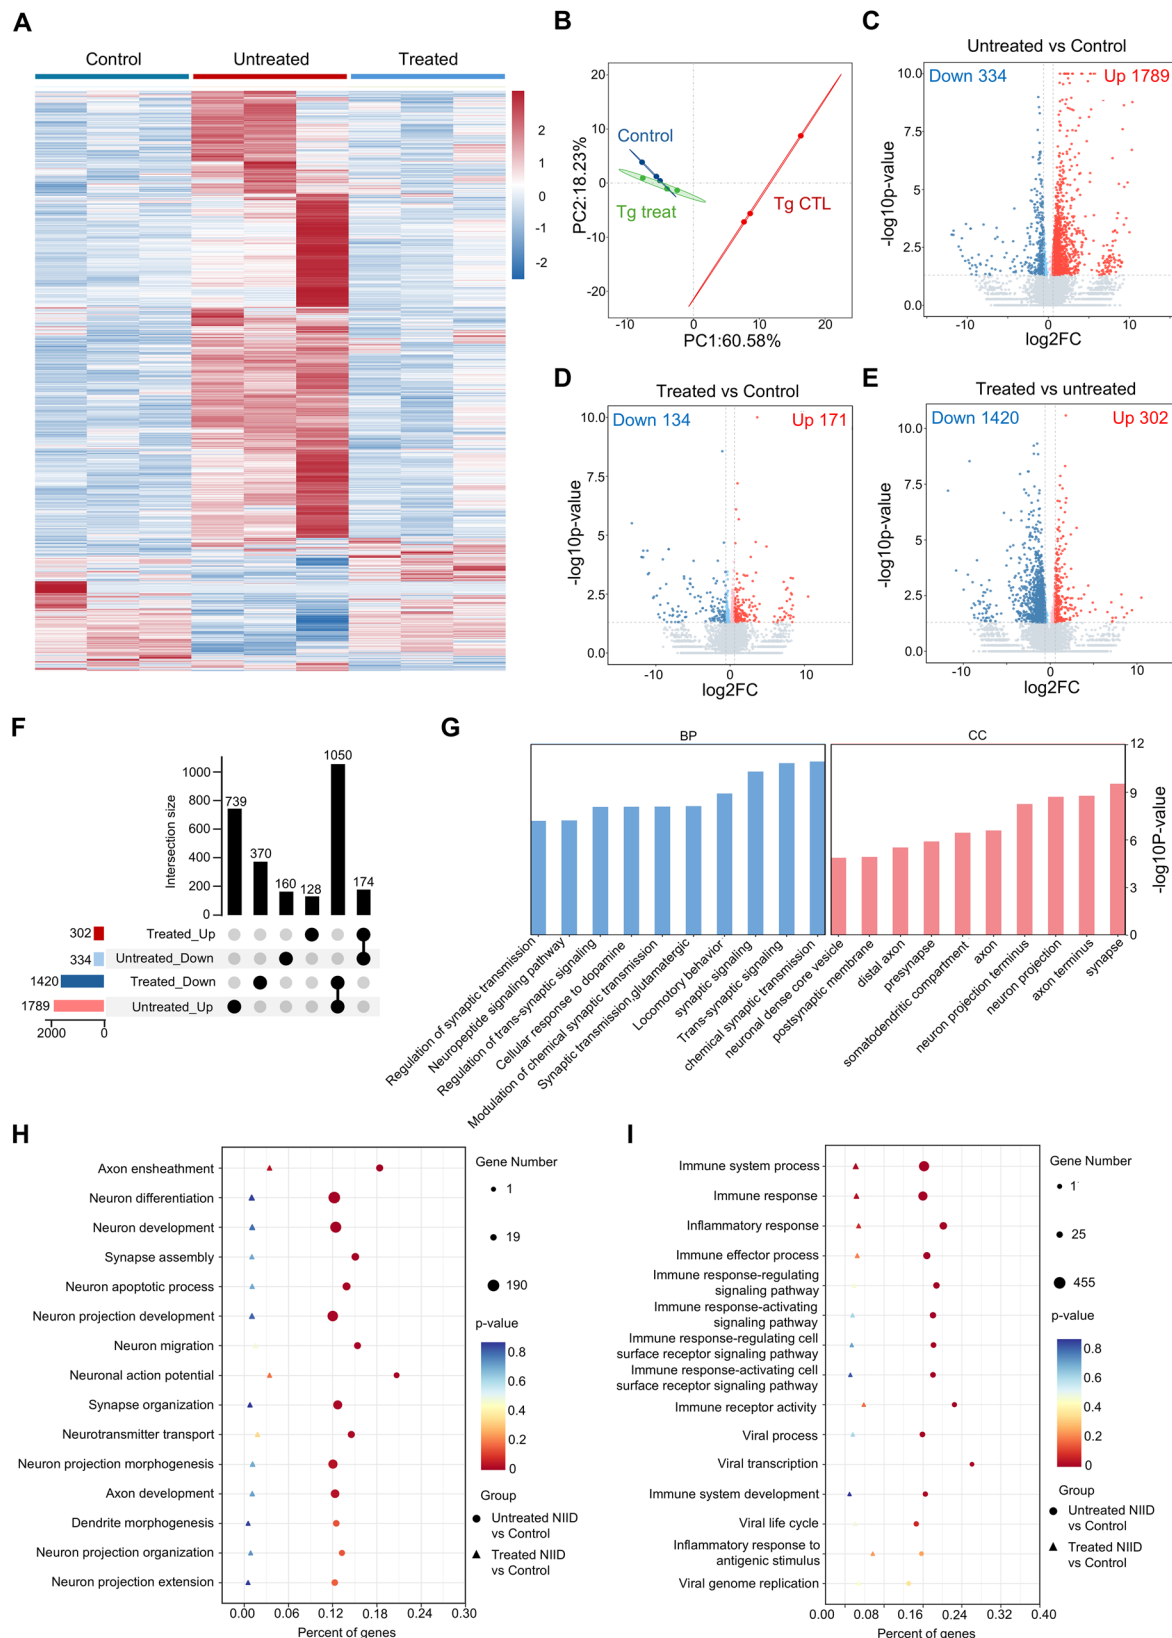 A
Control
Untreated
Treated
2
1
0
-1
-2
B
20
10
0
-10
-20
PC2:18.23%
Control
Tg treat
Tg CTL
-10
0
10
20
PC1:60.58%
C
Untreated vs Control
Down 334
Up 1789
10.0
7.5
5
2.5
0.0
-log10p-value
-10
0
10
log2FC
D
Treated vs Control
Down 134
Up 171
10.0
7.5
5
2.5
0.0
-log10p-value
-10
0
10
log2FC
E
Treated vs untreated
Down 1420
Up 302
10.0
7.5
5
2.5
0.0
-log10p-value
-10
0
10
log2FC
F
Intersection size
1000
800
600
400
200
0
739
370
160
128
1050
174
302
Treated_Up
334
Untreated_Down
1420
Treated_Down
1789
Untreated_Up
2000
0
G
BP
CC
12
9
6
3
0
-log10P-value
Regulation of synaptic transmission
Neuropeptide signaling pathway
Regulation of trans-synaptic signaling
Cellular response to dopamine
Modulation of chemical synaptic transmission
Synaptic transmission,glutamatergic
Locomotory behavior
synaptic signaling
Trans-synaptic signaling
chemical synaptic transmission
neuronal dense core vesicle
postsynaptic membrane
distal axon
presynapse
somatodendritic compartment
axon
neuron projection terminus
neuron projection
axon terminus
synapse
H
Axon ensheathment
Neuron differentiation
Neuron development
Synapse assembly
Neuron apoptotic process
Neuron projection development
Neuron migration
Neuronal action potential
Synapse organization
Neurotransmitter transport
Neuron projection morphogenesis
Axon development
Dendrite morphogenesis
Neuron projection organization
Neuron projection extension
0.00
0.06
0.12
0.18
0.24
0.30
Percent of genes
Gene Number
1
19
190
p-value
0.8
0.6
0.4
0.2
0
Group
Untreated NIID
vs Control
Treated NIID
vs Control
I
Immune system process
Immune response
Inflammatory response
Immune effector process
Immune response-regulating
signaling pathway
Immune response-activating
signaling pathway
Immune response-regulating cell
surface receptor signaling pathway
Immune response-activating cell
surface receptor signaling pathway
Immune receptor activity
Viral process
Viral transcription
Immune system development
Viral life cycle
Inflammatory response to
antigenic stimulus
Viral genome replication
0.00
0.08
0.16
0.24
0.32
0.40
Percent of genes
Gene Number
1
25
455
p-value
0.8
0.6
0.4
0.2
0
Group
Untreated NIID
vs Control
Treated NIID
vs Control